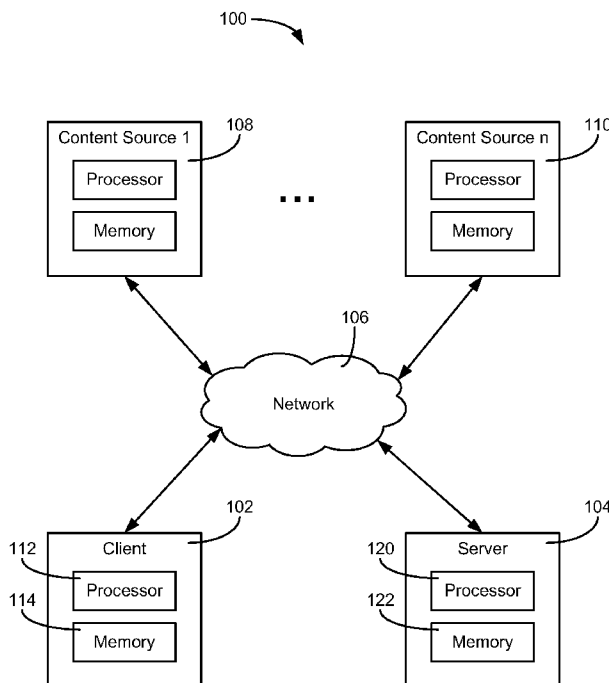 100
Content Source 1
108
Processor
Memory
...
Content Source n
110
Processor
Memory
106
Network
Client
102
112
Processor
114
Memory
Server
104
120
Processor
122
Memory